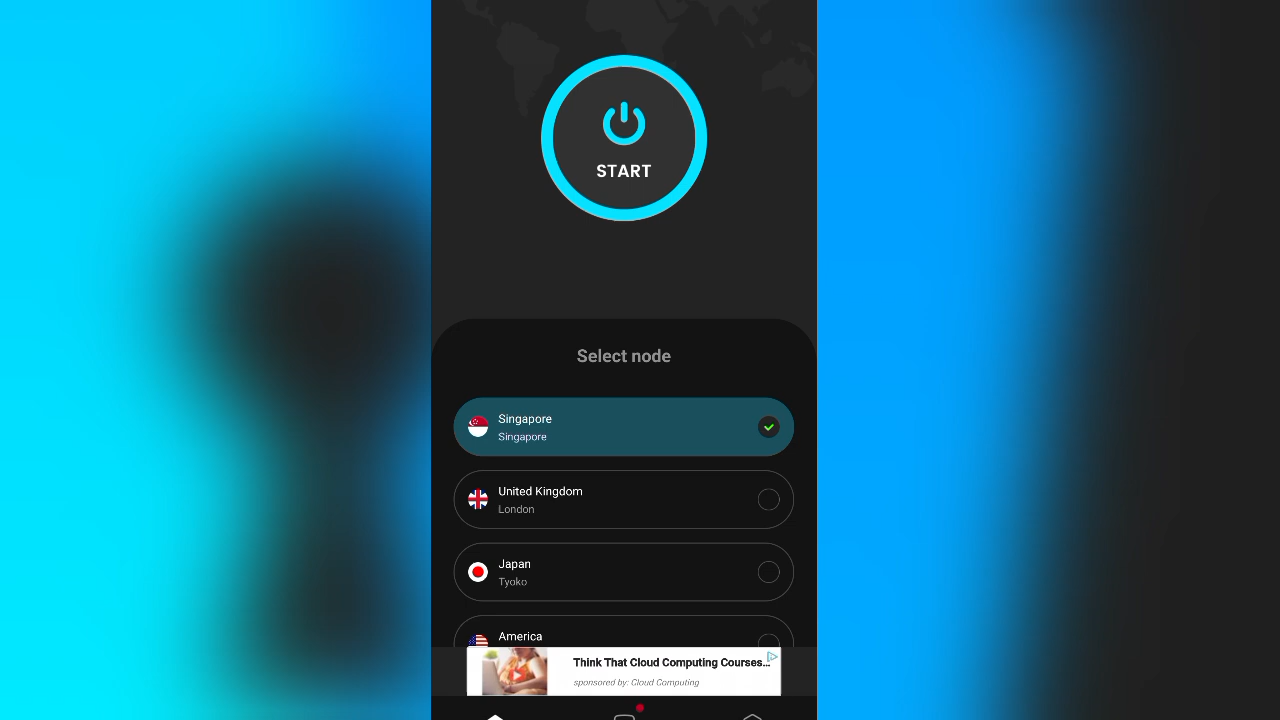 START
Select node
Singapore
Singapore
United Kingdom
London
Japan
Tyoko
America
Think That Cloud Computing Courses...
sponsored by: Cloud Computing